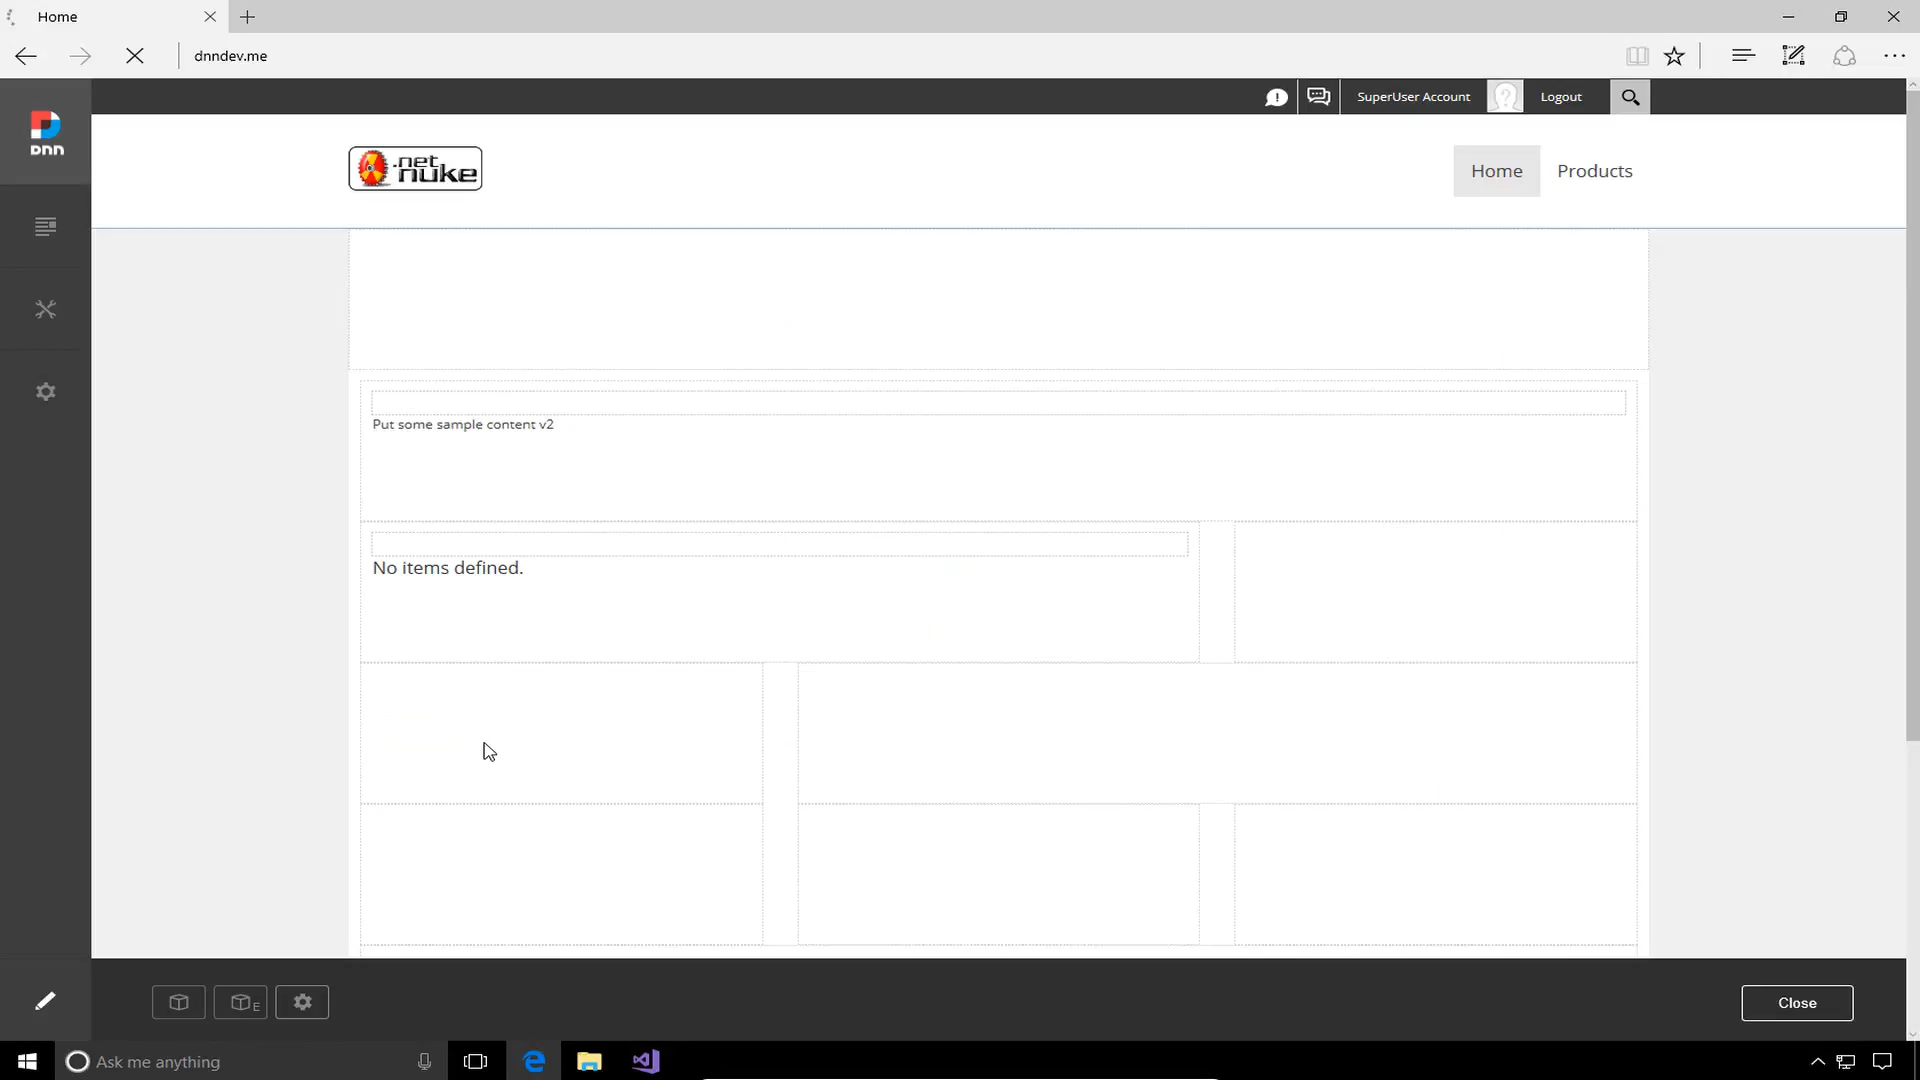 Home
dnndev.me
dnn
SuperUser Account
Logout
.net nuke
Home
Products
Put some sample content v2
No items defined.
E
Close
Ask me anything